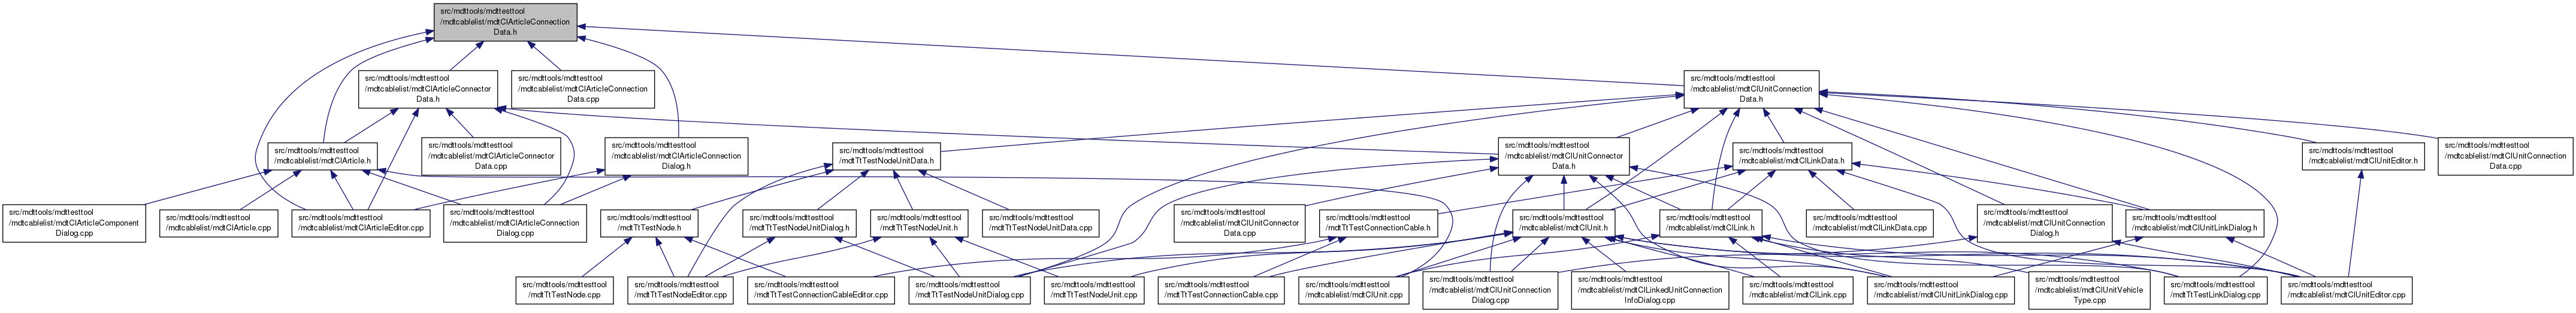 src/mdttools/mdttesttool
/mdtcablelist/mdtClArticleConnection
Data.h
src/mdttools/mdttesttool
/mdtcablelist/mdtClArticleConnector
Data.h
src/mdttools/mdttesttool
/mdtcablelist/mdtClArticleConnection
Data.cpp
src/mdttools/mdttesttool
/mdtcablelist/mdtClUnitConnection
Data.h
src/mdttools/mdttesttool
/mdtcablelist/mdtClArticle.h
src/mdttools/mdttesttool
/mdtcablelist/mdtClArticleConnector
Data.cpp
src/mdttools/mdttesttool
/mdtcablelist/mdtClArticleConnection
Dialog.h
src/mdttools/mdttesttool
/mdtTtTestNodeUnitData.h
src/mdttools/mdttesttool
/mdtcablelist/mdtClUnitConnector
Data.h
src/mdttools/mdttesttool
/mdtcablelist/mdtClLinkData.h
src/mdttools/mdttesttool
/mdtcablelist/mdtClUnitEditor.h
src/mdttools/mdttesttool
/mdtcablelist/mdtClUnitConnection
Data.cpp
src/mdttools/mdttesttool
/mdtcablelist/mdtClArticleComponent
Dialog.cpp
src/mdttools/mdttesttool
/mdtcablelist/mdtClArticle.cpp
src/mdttools/mdttesttool
/mdtcablelist/mdtClArticleEditor.cpp
src/mdttools/mdttesttool
/mdtcablelist/mdtClArticleConnection
Dialog.cpp
src/mdttools/mdttesttool
/mdtTtTestNode.h
src/mdttools/mdttesttool
/mdtTtTestNodeUnitDialog.h
src/mdttools/mdttesttool
/mdtTtTestNodeUnit.h
src/mdttools/mdttesttool
/mdtTtTestNodeUnitData.cpp
src/mdttools/mdttesttool
/mdtcablelist/mdtClUnitConnector
Data.cpp
src/mdttools/mdttesttool
/mdtTtTestConnectionCable.h
src/mdttools/mdttesttool
/mdtcablelist/mdtClUnit.h
src/mdttools/mdttesttool
/mdtcablelist/mdtClLink.h
src/mdttools/mdttesttool
/mdtcablelist/mdtClLinkData.cpp
src/mdttools/mdttesttool
/mdtcablelist/mdtClUnitConnection
Dialog.h
src/mdttools/mdttesttool
/mdtcablelist/mdtClUnitLinkDialog.h
src/mdttools/mdttesttool
/mdtTtTestNode.cpp
src/mdttools/mdttesttool
/mdtTtTestNodeEditor.cpp
src/mdttools/mdttesttool
/mdtTtTestConnectionCableEditor.cpp
src/mdttools/mdttesttool
/mdtTtTestNodeUnitDialog.cpp
src/mdttools/mdttesttool
/mdtTtTestNodeUnit.cpp
src/mdttools/mdttesttool
/mdtTtTestConnectionCable.cpp
src/mdttools/mdttesttool
/mdtcablelist/mdtClUnit.cpp
src/mdttools/mdttesttool
/mdtcablelist/mdtClUnitConnection
Dialog.cpp
src/mdttools/mdttesttool
/mdtcablelist/mdtClLinkedUnitConnection
InfoDialog.cpp
src/mdttools/mdttesttool
/mdtcablelist/mdtClLink.cpp
src/mdttools/mdttesttool
/mdtcablelist/mdtClUnitLinkDialog.cpp
src/mdttools/mdttesttool
/mdtcablelist/mdtClUnitVehicle
Type.cpp
src/mdttools/mdttesttool
/mdtTtTestLinkDialog.cpp
src/mdttools/mdttesttool
/mdtcablelist/mdtClUnitEditor.cpp